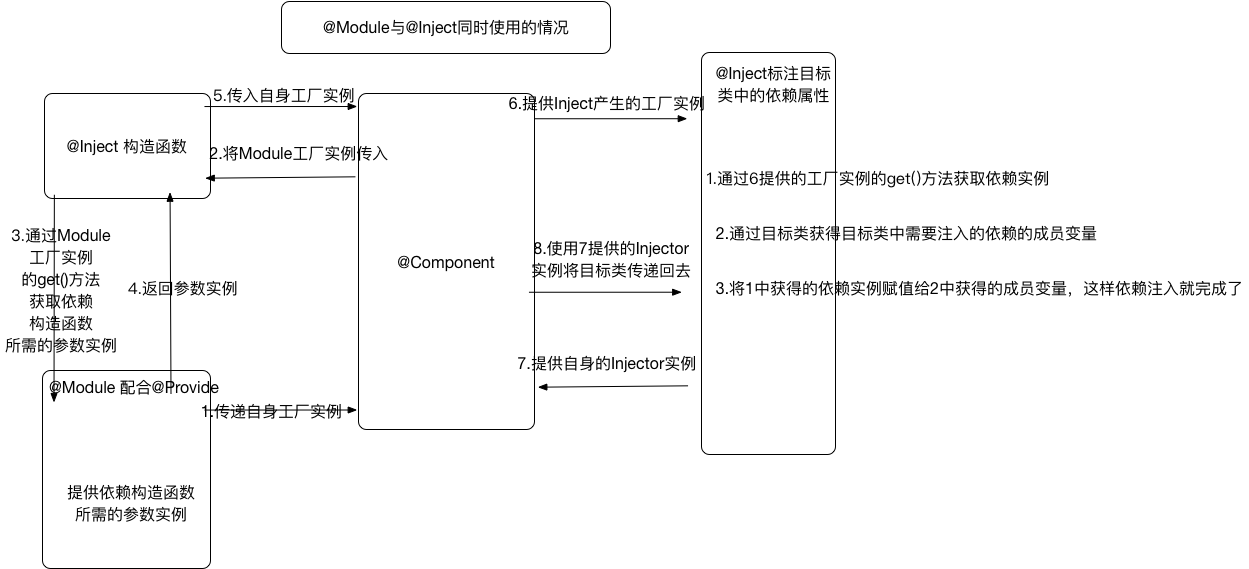 @Module与@Inject同时使用的情况
@Inject标注目标
类中的依赖属性
5.传入自身工厂实例
6.提供Inject产生的工厂实例
@Inject 构造函数
2.将Module工厂实例传入
1.通过6提供的工厂实例的get()方法获取依赖实例
3.通过Module
工厂实例
的get()方法
获取依赖
构造函数
所需的参数实例
4.返回参数实例
@Component
8.使用7提供的Injector
实例将目标类传递回去
2.通过目标类获得目标类中需要注入的依赖的成员变量
3.将1中获得的依赖实例赋值给2中获得的成员变量，这样依赖注入就完成了
7.提供自身的Injector实例
@Module 配合@Provide
1.传递自身工厂实例
提供依赖构造函数
所需的参数实例